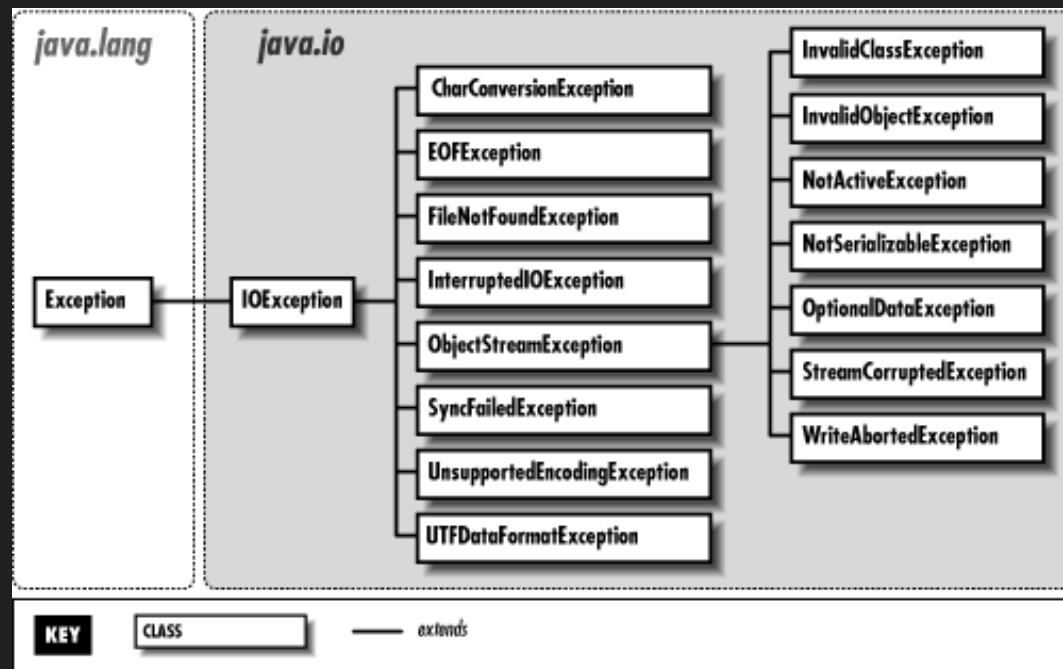 java.lang
java.io
Exception
IOException
CharConversionException
EOFException
FileNotFoundException
InterruptedIOException
ObjectStreamException
SyncFailedException
UnsupportedEncodingException
UTFDataFormatException
InvalidClassException
InvalidObjectException
NotActiveException
NotSerializableException
OptionalDataException
StreamCorruptedException
WriteAbortedException
KEY
CLASS
extends